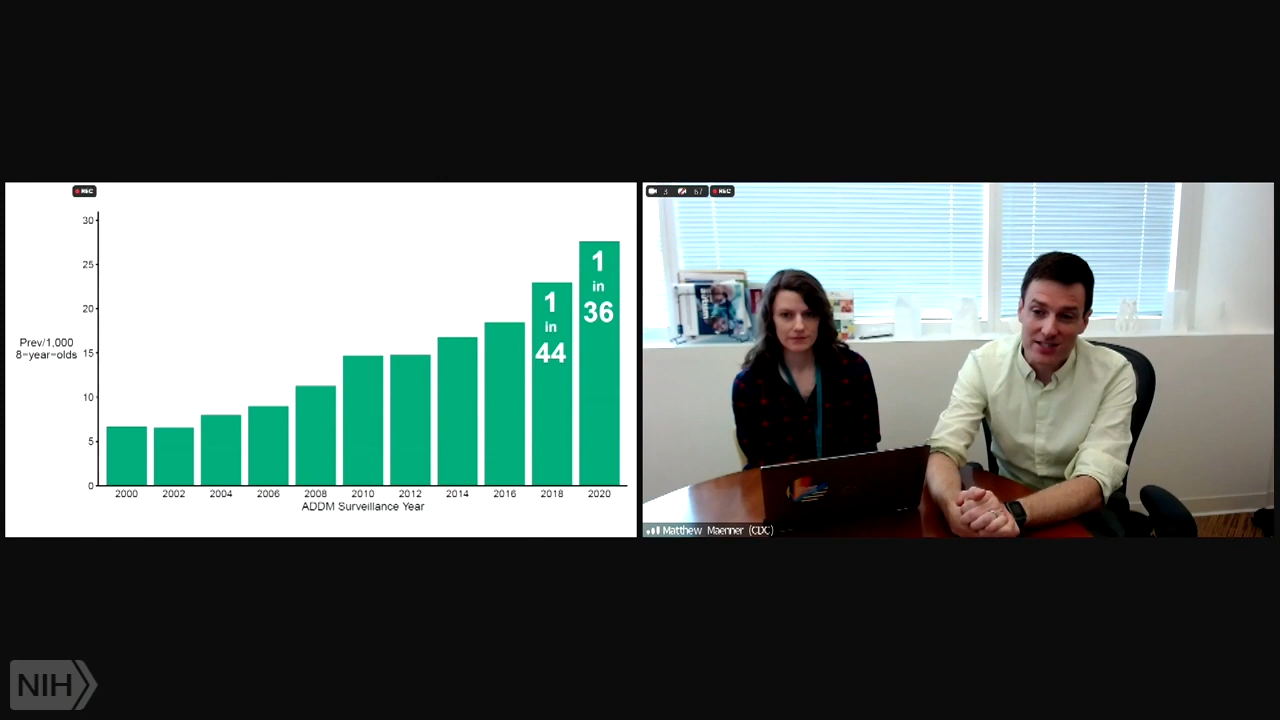 REC
30
25
20
15
10
5
0
Prev/1,000
8−year−olds
1
in
44
1
in
36
2000 2002 2004 2006 2008 2010 2012 2014 2016 2018 2020
ADDM Surveillance Year
3 67 REC
Matthew Maenner (CDC)
NIH